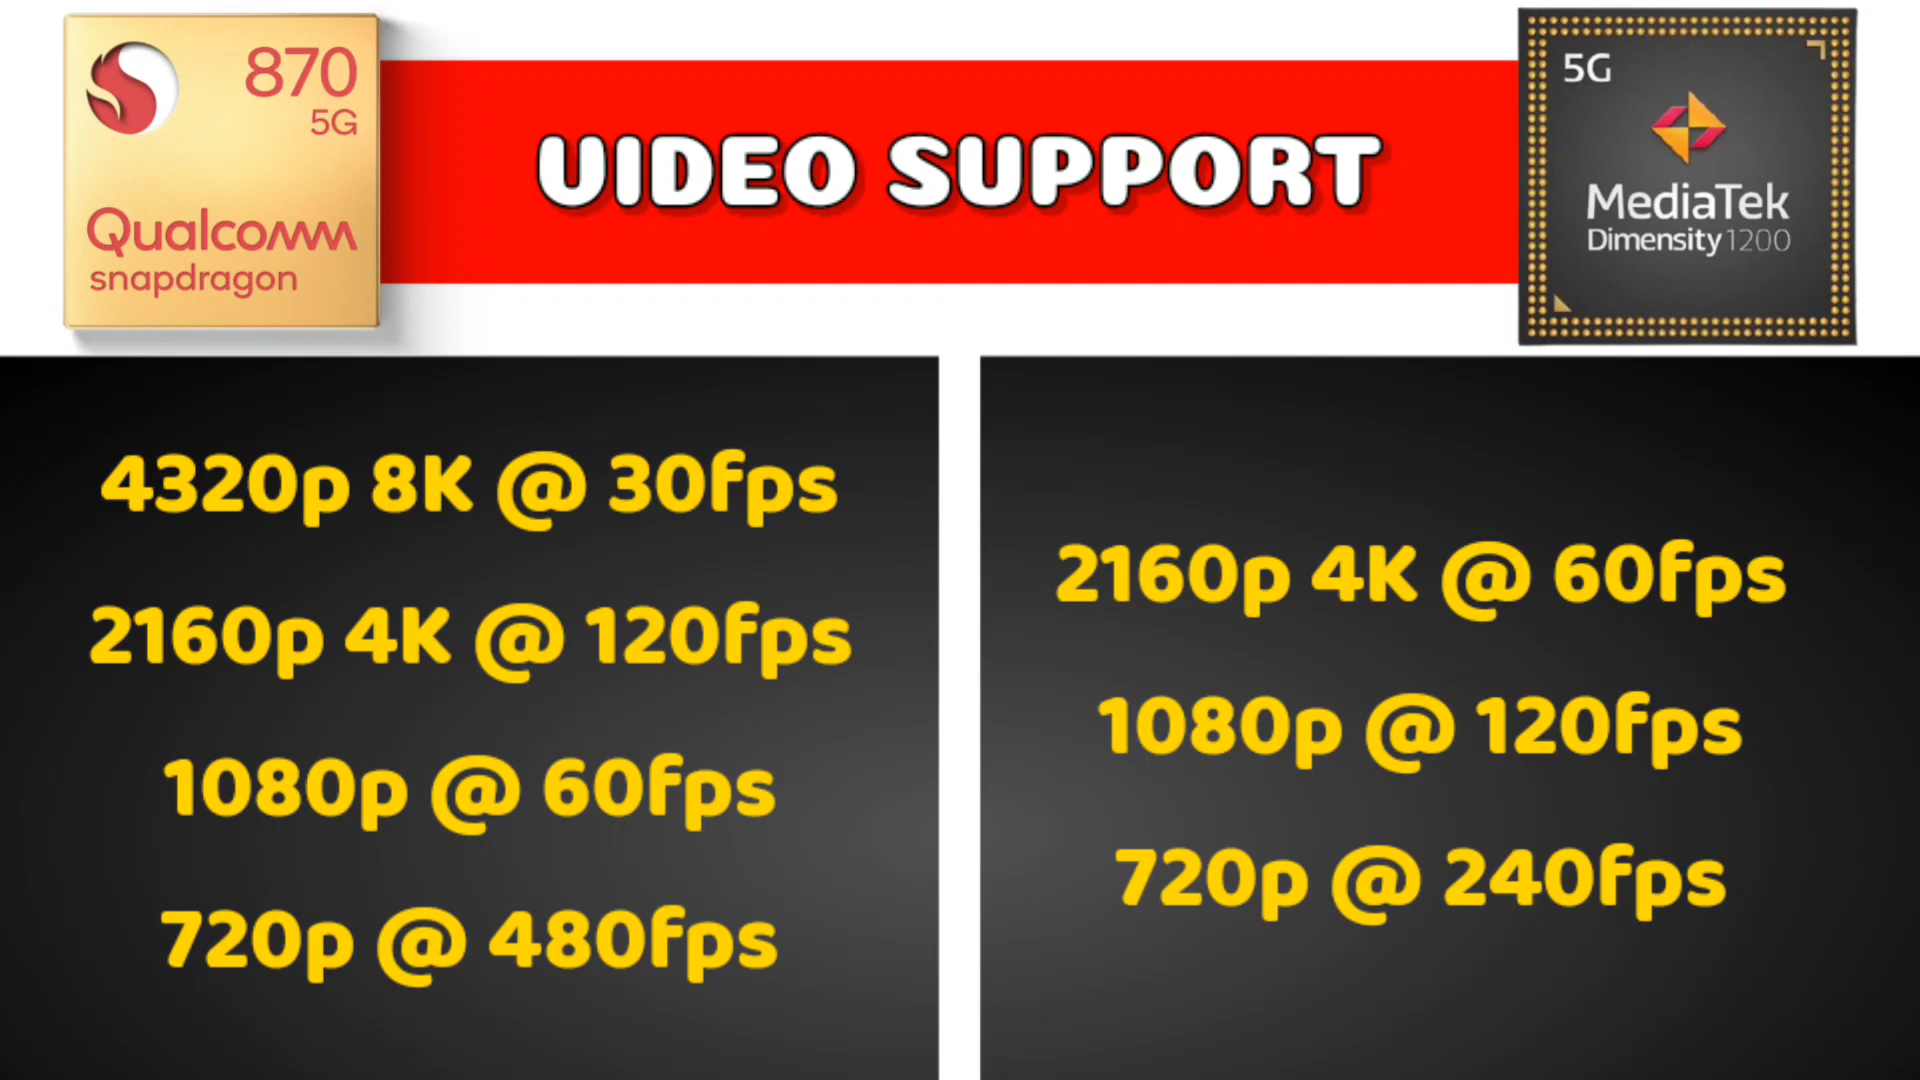 870
5G
Qualcomm
snapdragon
VIDEO SUPPORT
5G
MediaTek
Dimensity 1200
4320p 8K @ 30fps
2160p 4K @ 120fps
1080p @ 60fps
720p @ 480fps
2160p 4K @ 60fps
1080p @ 120fps
720p @ 240fps